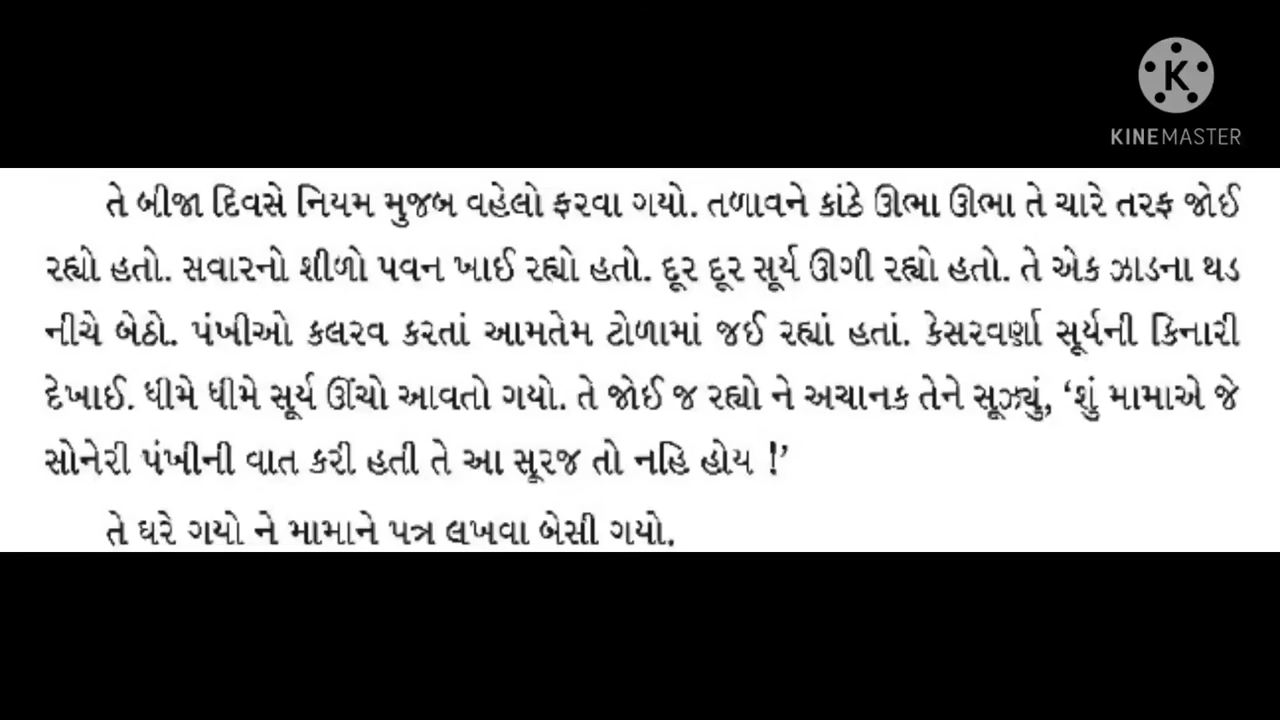 K
KINEMASTER
તે બીજા દિવસે નિયમ મુજબ વહેલો ફરવા ગયો. તળાવને કાંઠે ઊભા ઊભા તે ચારે તરફ જોઈ
રહ્યો હતો. સવારનો શીળો પવન ખાઈ રહ્યો હતો. દૂર દૂર સૂર્ય ઊગી રહ્યો હતો. તે એક ઝાડના થડ
નીચે બેઠો. પંખીઓ કલરવ કરતાં આમતેમ ટોળામાં જઈ રહ્યાં હતાં. કેસરવર્ણા સૂર્યની કિનારી
દેખાઈ. ધીમે ધીમે સૂર્ય ઊંચો આવતો ગયો. તે જોઈ જ રહ્યો ને અચાનક તેને સૂઝ્યું, ‘શું મામાએ જે
સોનેરી પંખીની વાત કરી હતી તે આ સૂરજ તો નહિ હોય !’
તે ઘરે ગયો ને મામાને પત્ર લખવા બેસી ગયો.